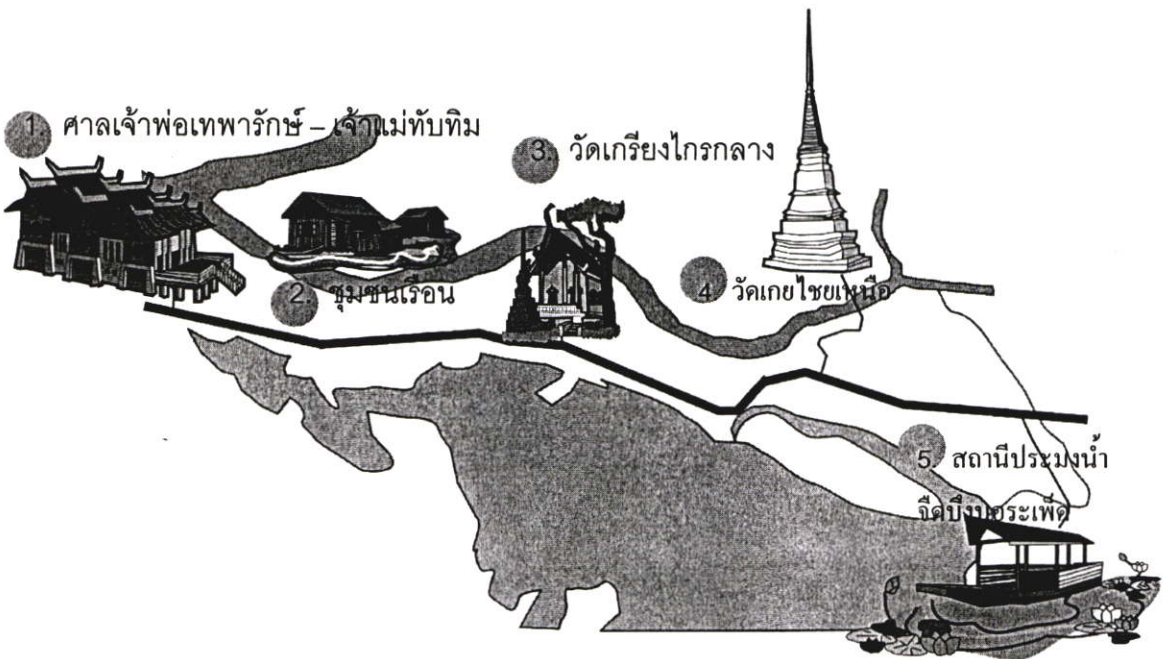 1. ศาลเจ้าพ่อเทพารักษ์ – เจ้าแม่ทับทิม
2. ชุมชนเรือน
3. วัดเกรียงไกรกลาง
4. วัดเกยไชยเหนือ
5. สถานีประมงน้ำ
จืดบึงบอระเพ็ด